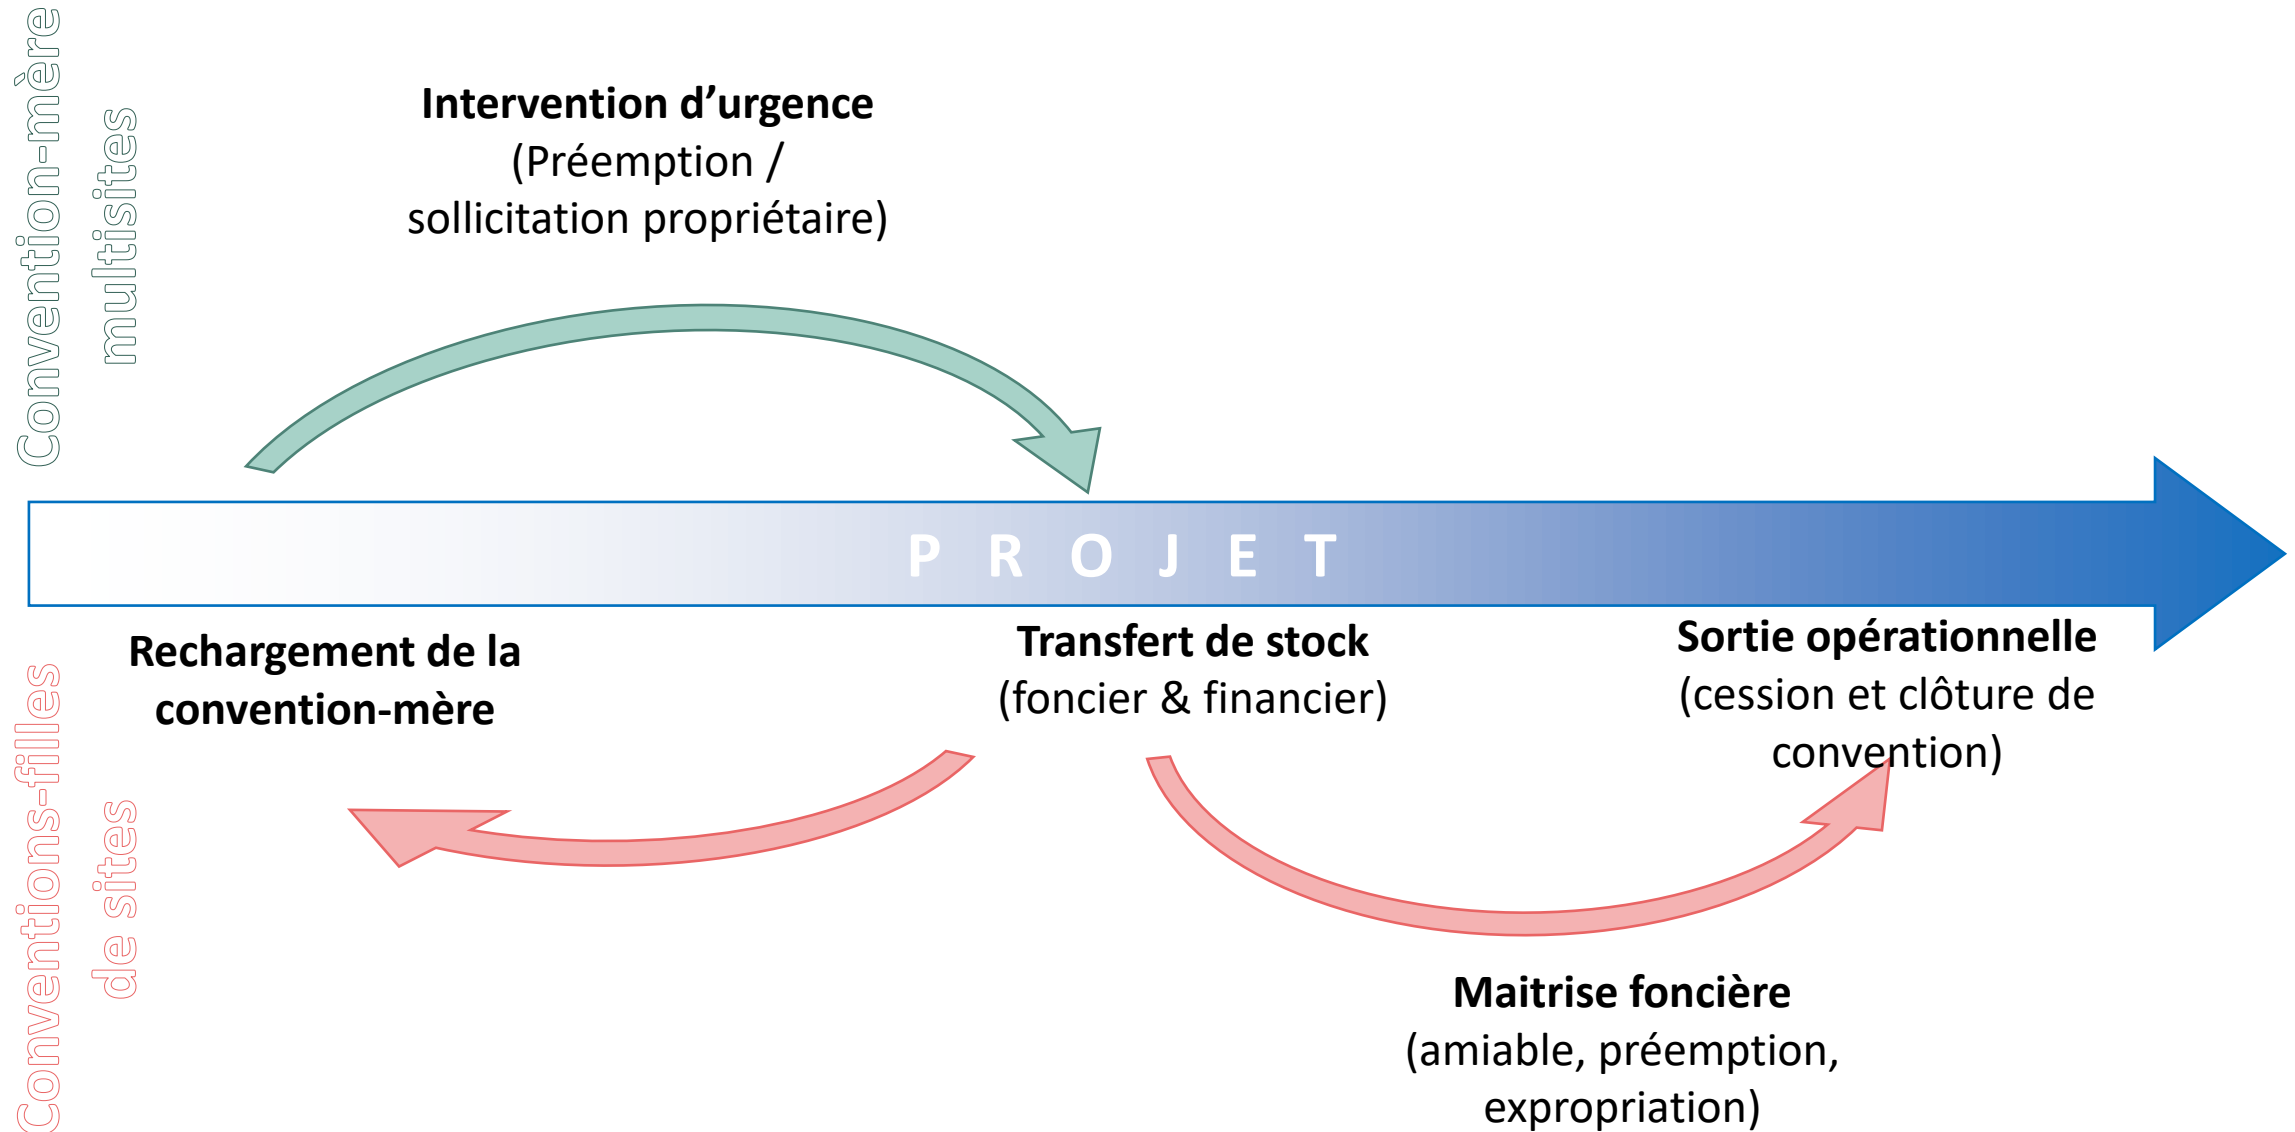 Convention-mère
multisites
Intervention d’urgence
(Préemption /
sollicitation propriétaire)
P R O J E T
Rechargement de la
convention-mère
Transfert de stock
(foncier & financier)
Sortie opérationnelle
(cession et clôture de
convention)
Conventions-filles
de sites
Maitrise foncière
(amiable, préemption,
expropriation)